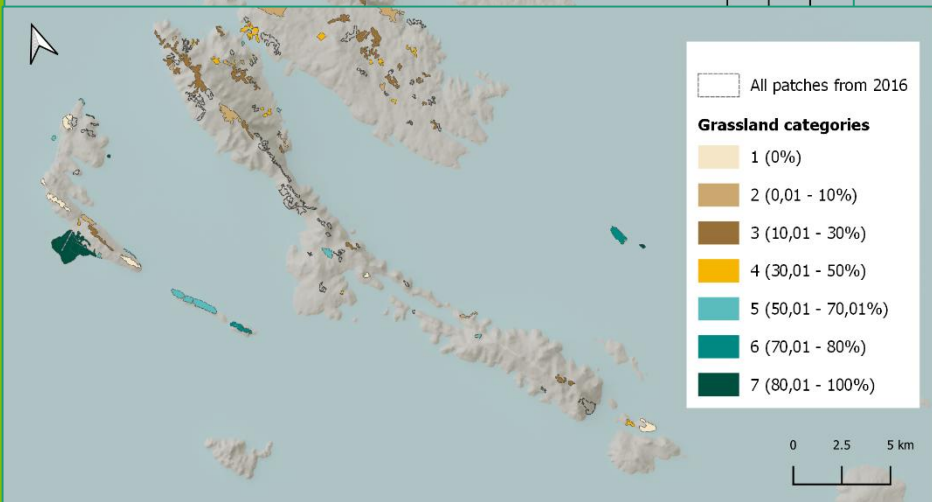 All patches from 2016
Grassland categories
1 (0%)
2 (0,01 - 10%)
3 (10,01 - 30%)
4 (30,01 - 50%)
5 (50,01 - 70,01%)
6 (70,01 - 80%)
7 (80,01 - 100%)
0 2.5 5 km